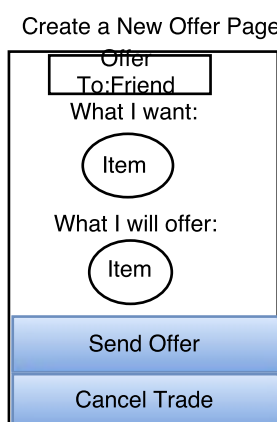 Create a New Offer Page
Offer
To:Friend
What I want:
Item
What I will offer:
Item
Send Offer
Cancel Trade